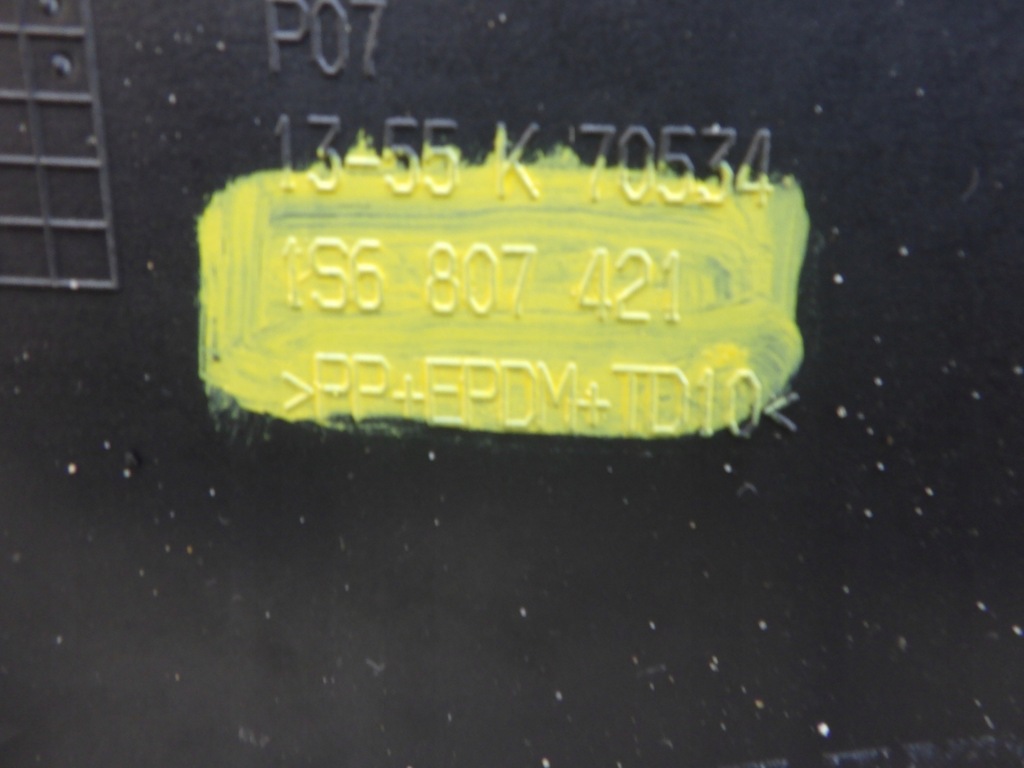 P07
13-55 K 70534
1S6 807 421
>PP+EPDM+TD10<